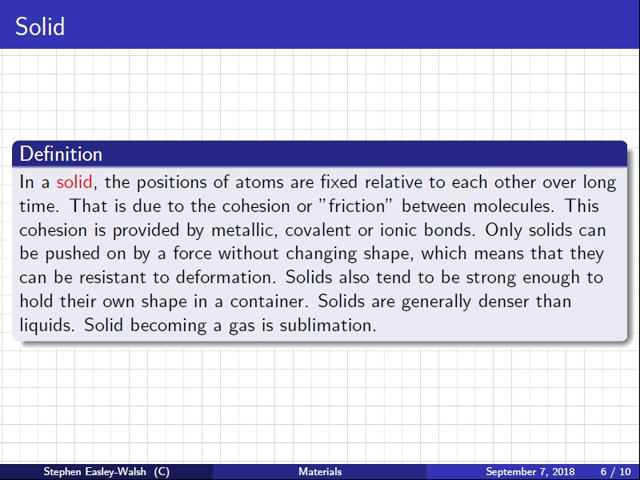 Solid
Definition
In a solid, the positions of atoms are fixed relative to each other over long
time. That is due to the cohesion or "friction" between molecules. This
cohesion is provided by metallic, covalent or ionic bonds. Only solids can
be pushed on by a force without changing shape, which means that they
can be resistant to deformation. Solids also tend to be strong enough to
hold their own shape in a container. Solids are generally denser than
liquids. Solid becoming a gas is sublimation.
Stephen Easley-Walsh (C) Materials September 7, 2018 6 / 10